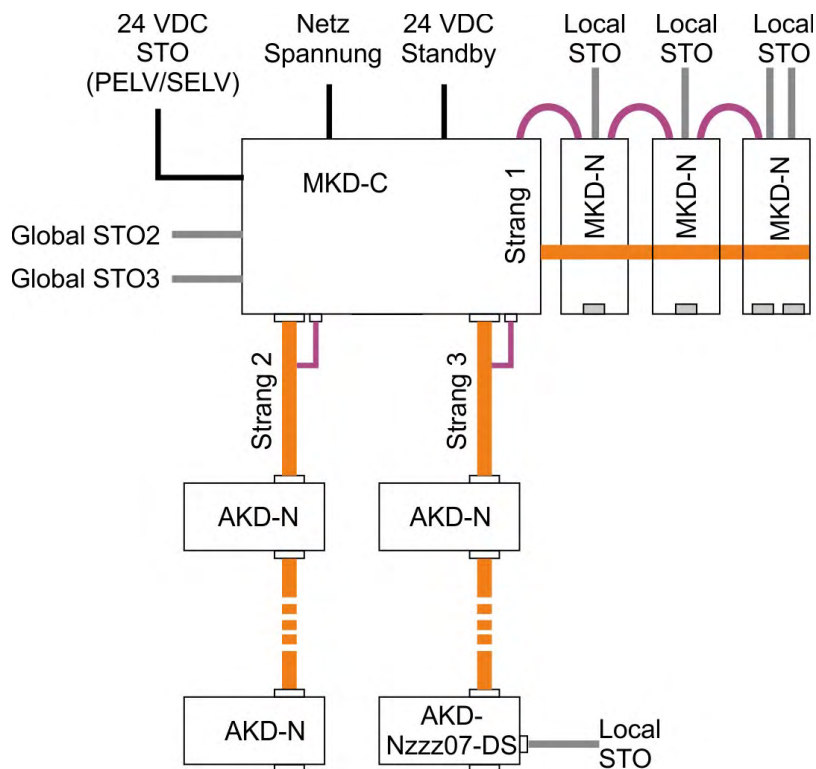 24 VDC
STO
(PELV/SELV)
Netz
Spannung
24 VDC
Standby
Local
STO
Local
STO
Local
STO
MKD-C
Strang 1
MKD-N
MKD-N
MKD-N
Global STO2
Global STO3
Strang 2
Strang 3
AKD-N
AKD-N
AKD-N
AKD-
Nzzz07-DS
Local
STO